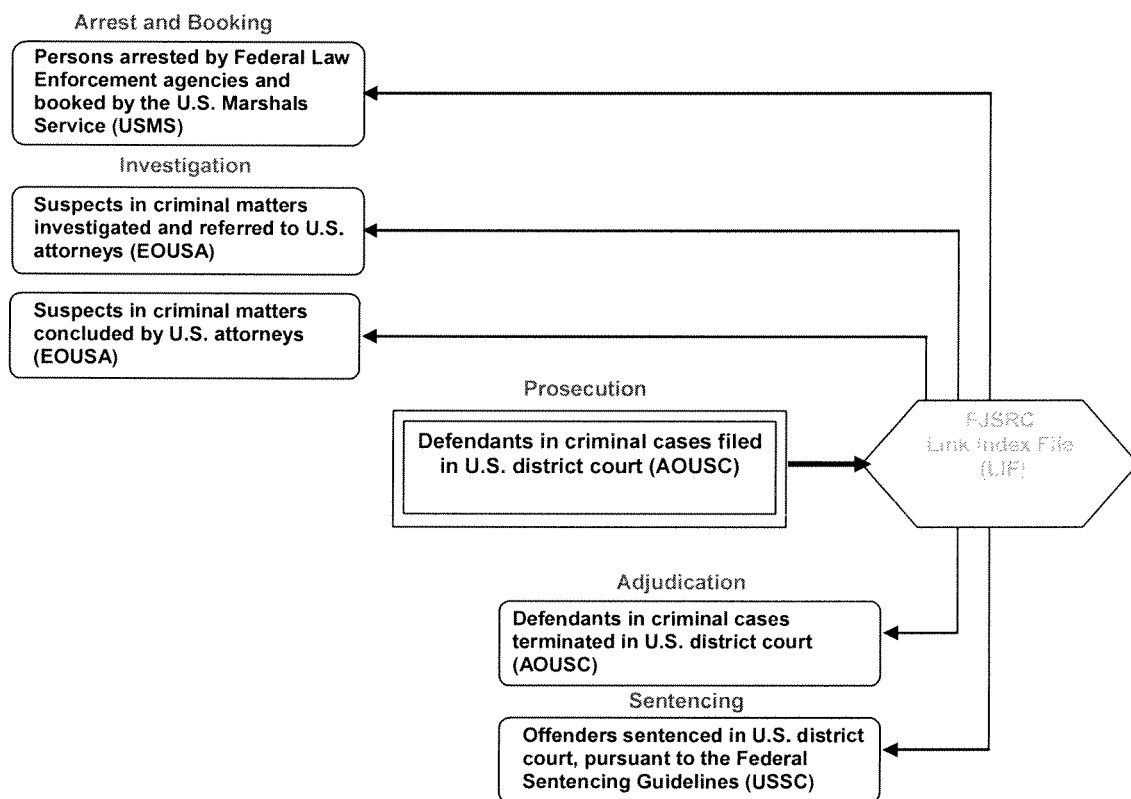 Arrest and Booking
Persons arrested by Federal Law
Enforcement agencies and
booked by the U.S. Marshals
Service (USMS)
Investigation
Suspects in criminal matters
investigated and referred to U.S.
attorneys (EOUSA)
Suspects in criminal matters
concluded by U.S. attorneys
(EOUSA)
Prosecution
Defendants in criminal cases filed
in U.S. district court (AOUSC)
FJSRC
Link Index File
(LIF)
Adjudication
Defendants in criminal cases
terminated in U.S. district court
(AOUSC)
Sentencing
Offenders sentenced in U.S. district
court, pursuant to the Federal
Sentencing Guidelines (USSC)